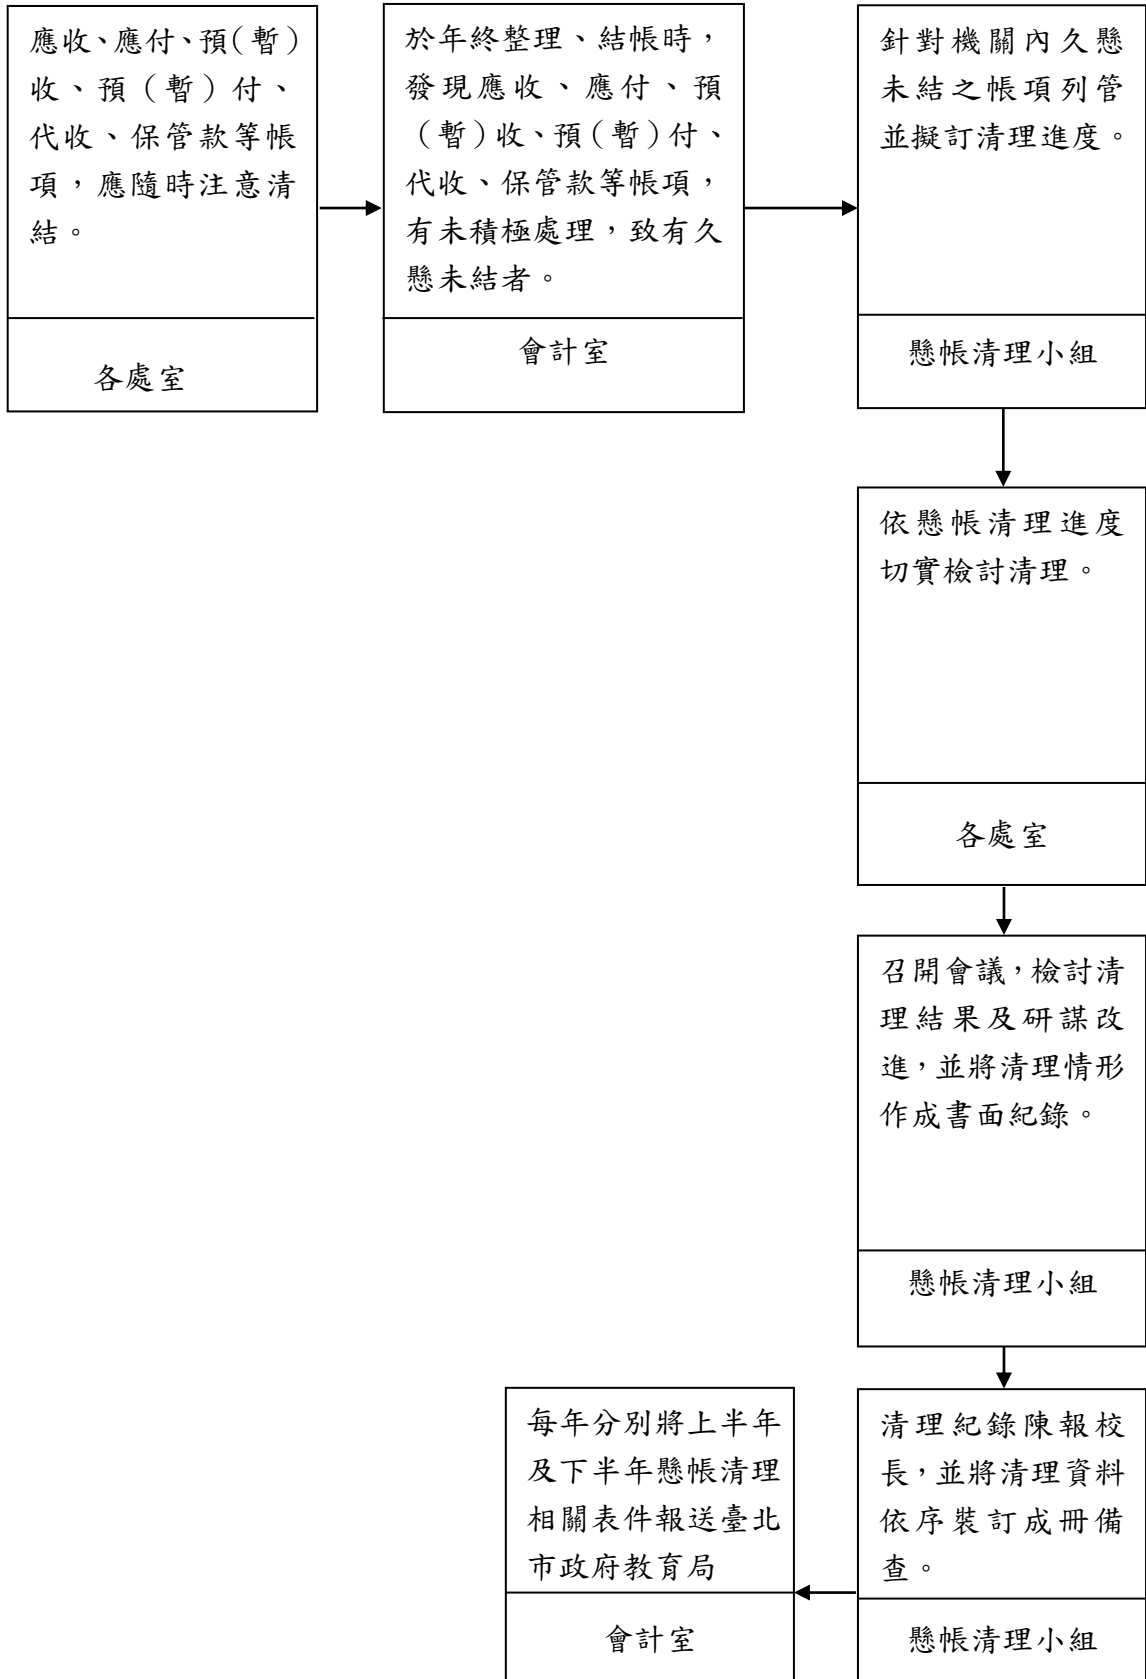 應收、應付、預(暫)
收、預(暫)付、
代收、保管款等帳
項,應隨時注意清
結。
各處室
於年終整理、結帳時,
發現應收、應付、預
(暫)收、預(暫)付、
代收、保管款等帳項,
有未積極處理,致有久
懸未結者。
會計室
針對機關內久懸
未結之帳項列管
並擬訂清理進度。
懸帳清理小組
依懸帳清理進度
切實檢討清理。
各處室
召開會議,檢討清
理結果及研謀改
進,並將清理情形
作成書面紀錄。
懸帳清理小組
清理紀錄陳報校
長,並將清理資料
依序裝訂成冊備
查。
懸帳清理小組
每年分別將上半年
及下半年懸帳清理
相關表件報送臺北
市政府教育局
會計室